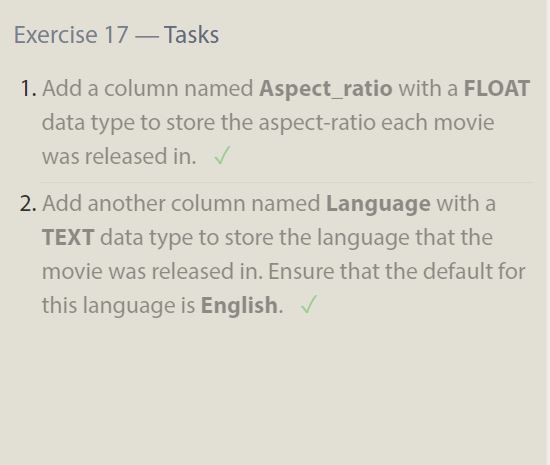 Exercise 17 — Tasks
1. Add a column named Aspect_ratio with a FLOAT
data type to store the aspect-ratio each movie
was released in. ✓
2. Add another column named Language with a
TEXT data type to store the language that the
movie was released in. Ensure that the default for
this language is English. ✓